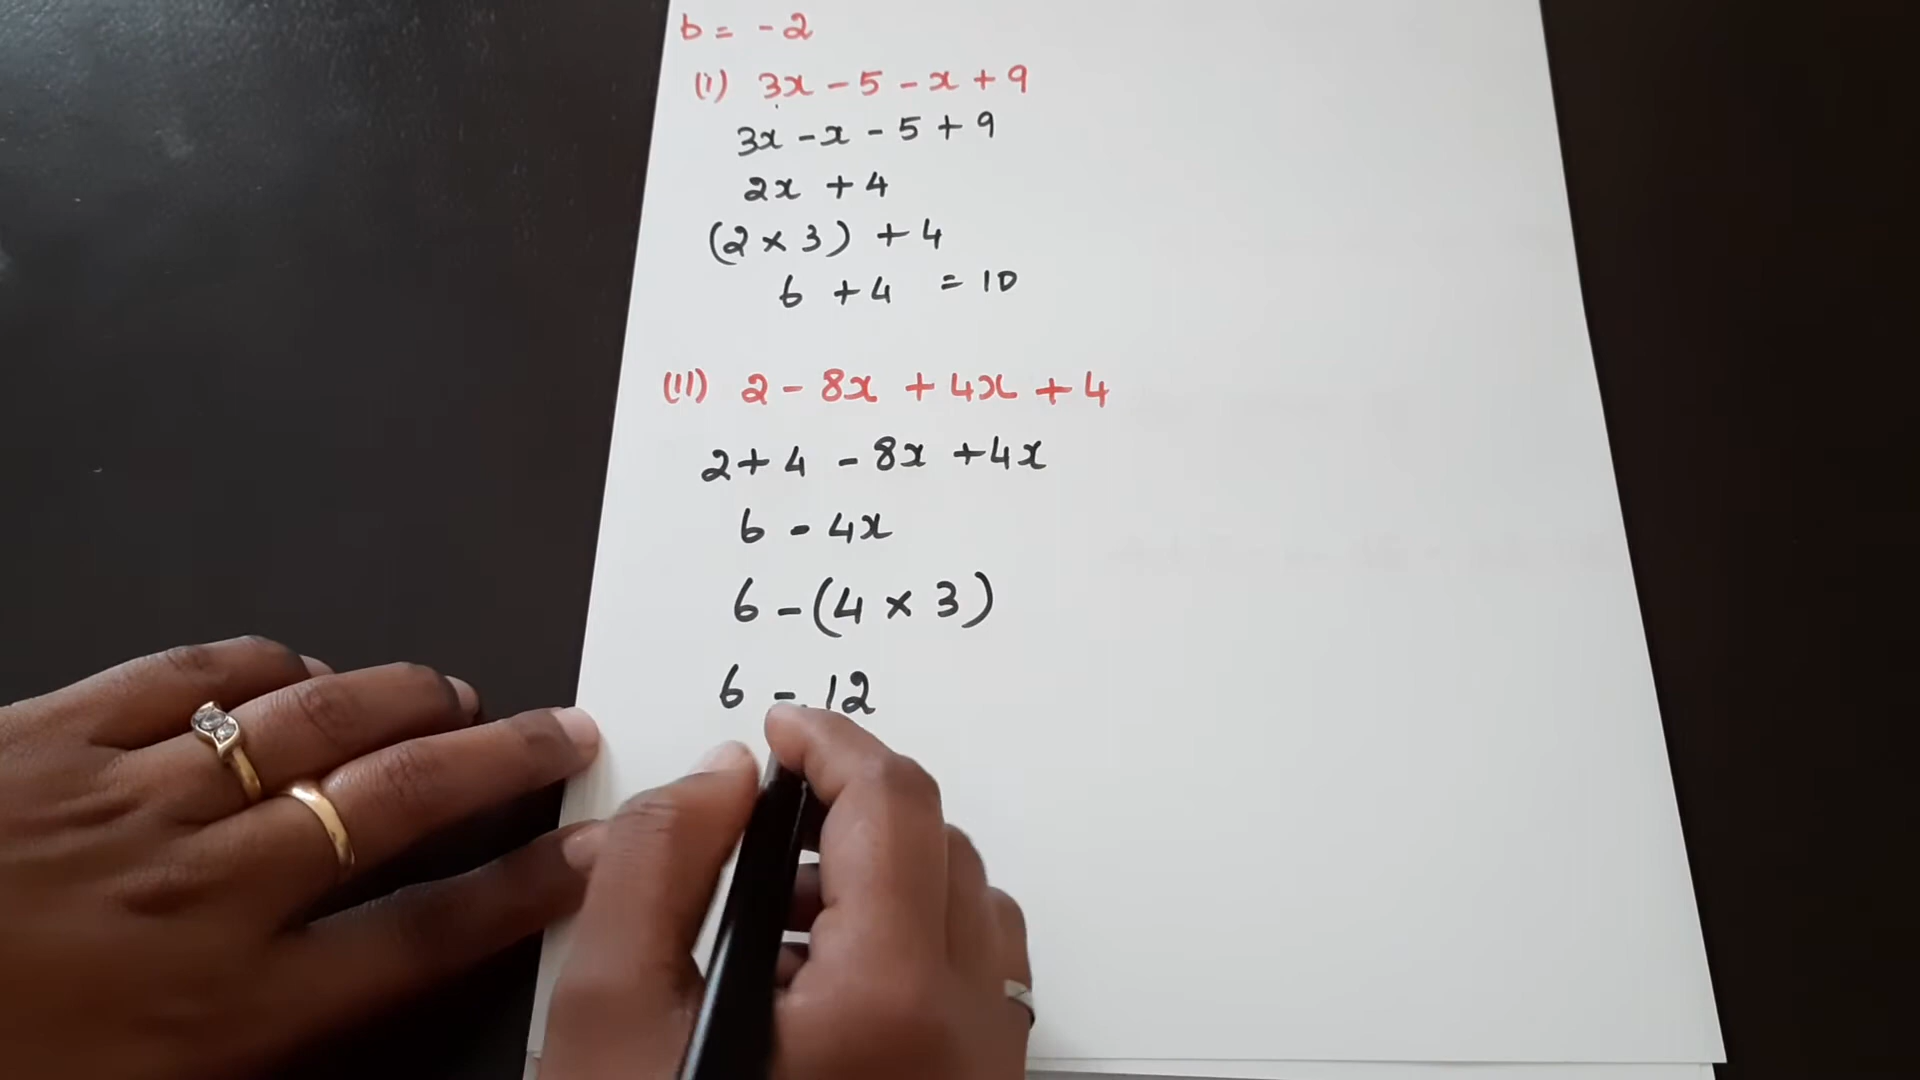 b = -2
(i) 3x - 5 - x + 9
3x - x - 5 + 9
2x + 4
(2 × 3) + 4
6 + 4 = 10
(ii) 2 - 8x + 4x + 4
2 + 4 - 8x + 4x
6 - 4x
6 - (4 × 3)
6 - 12